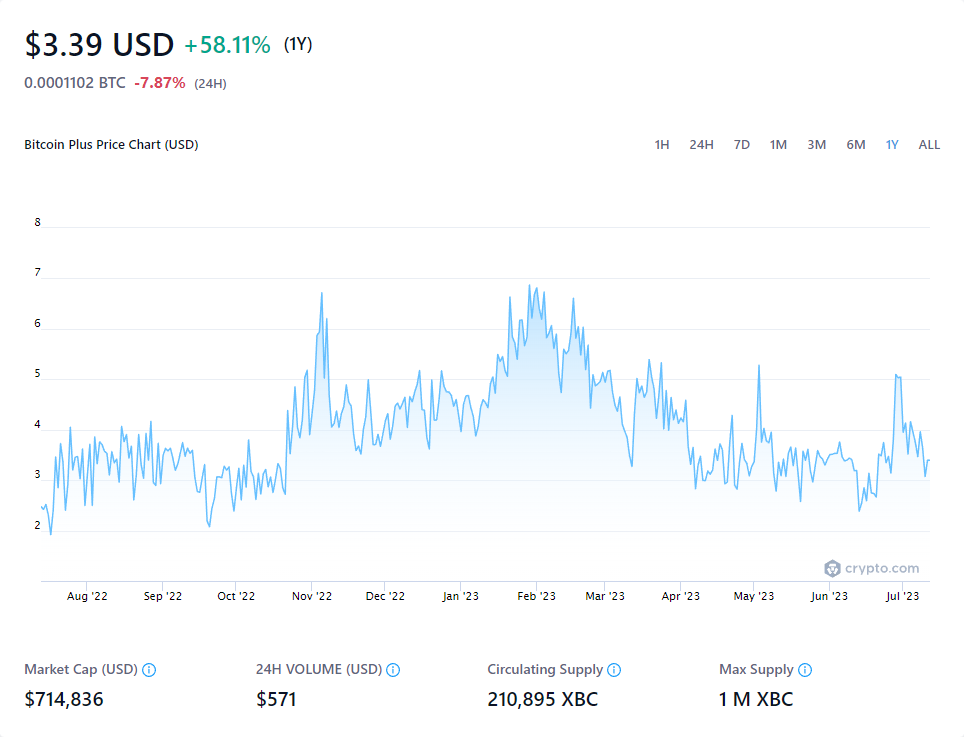 $3.39 USD +58.11% (1Y)
0.0001102 BTC -7.87% (24H)
Bitcoin Plus Price Chart (USD) 1H 24H 7D 1M 3M 6M 1Y ALL
8
7
6
5
4
3
2
crypto.com
Aug '22 Sep '22 Oct '22 Nov '22 Dec '22 Jan '23 Feb '23 Mar '23 Apr '23 May '23 Jun '23 Jul '23
Market Cap (USD) 24H VOLUME (USD) Circulating Supply Max Supply
$714,836 $571 210,895 XBC 1 M XBC